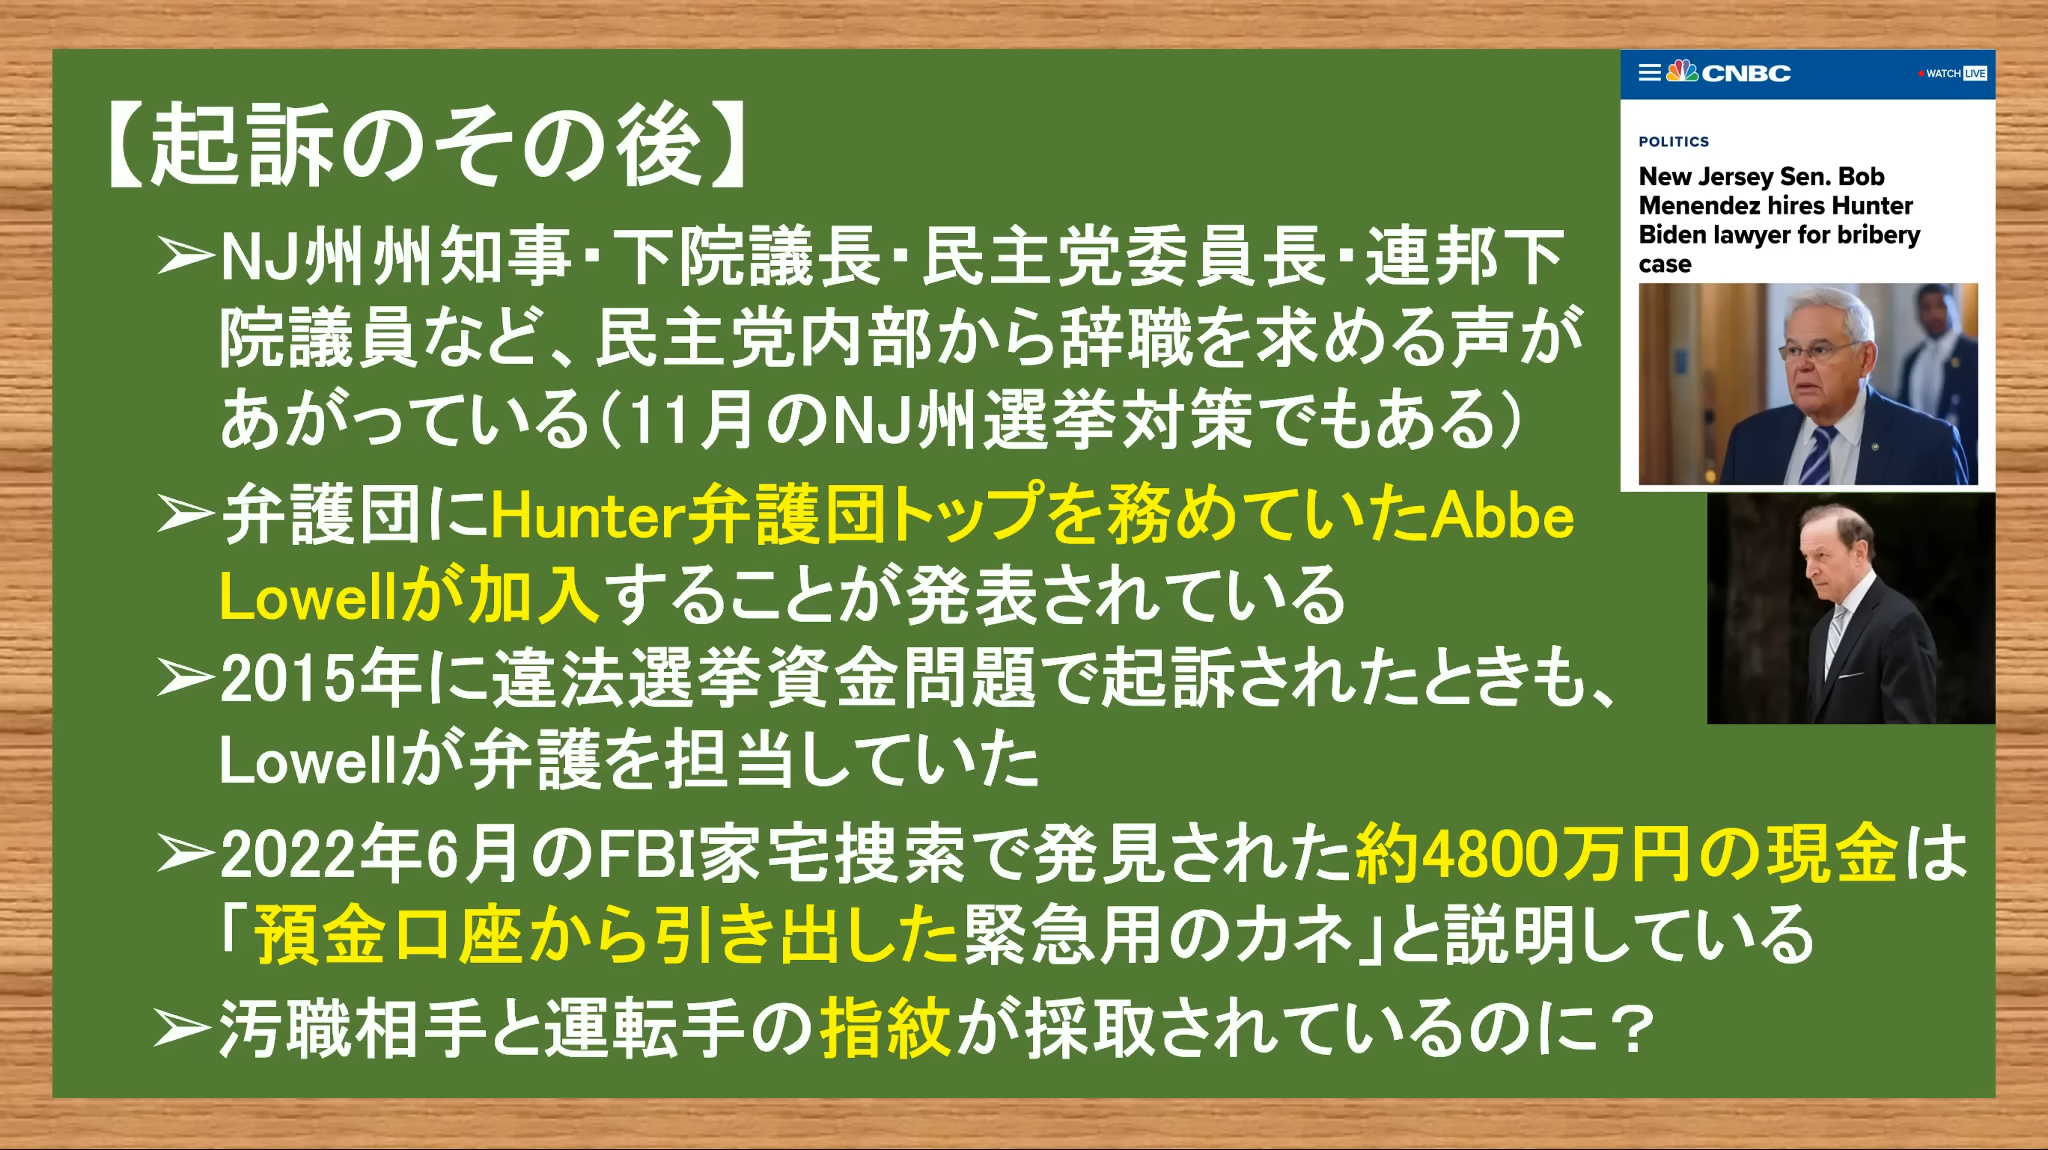 【起訴のその後】
➢NJ州州知事・下院議長・民主党委員長・連邦下
院議員など、民主党内部から辞職を求める声が
あがっている（11月のNJ州選挙対策でもある）
➢弁護団にHunter弁護団トップを務めていたAbbe
Lowellが加入することが発表されている
➢2015年に違法選挙資金問題で起訴されたときも、
Lowellが弁護を担当していた
➢2022年6月のFBI家宅捜索で発見された約4800万円の現金は
「預金口座から引き出した緊急用のカネ」と説明している
➢汚職相手と運転手の指紋が採取されているのに？
CNBC
WATCH LIVE
POLITICS
New Jersey Sen. Bob
Menendez hires Hunter
Biden lawyer for bribery
case